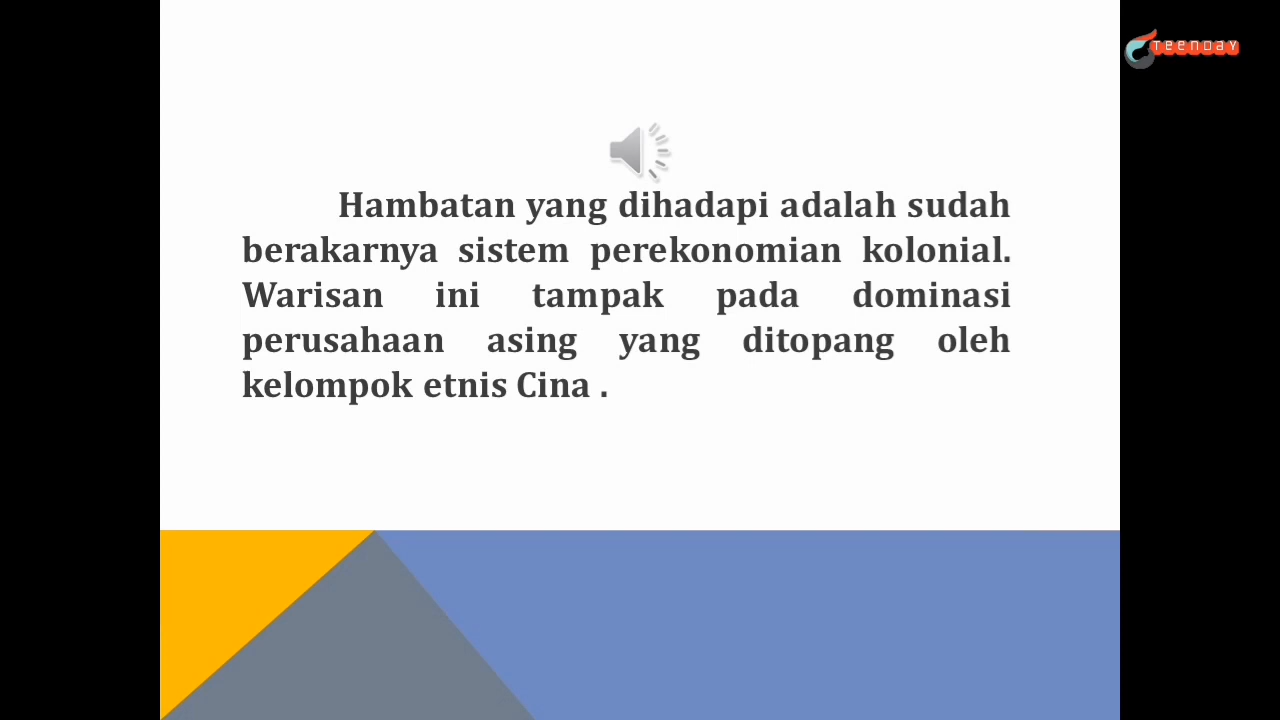 TEENDAY
Hambatan yang dihadapi adalah sudah
berakarnya sistem perekonomian kolonial.
Warisan ini tampak pada dominasi
perusahaan asing yang ditopang oleh
kelompok etnis Cina .